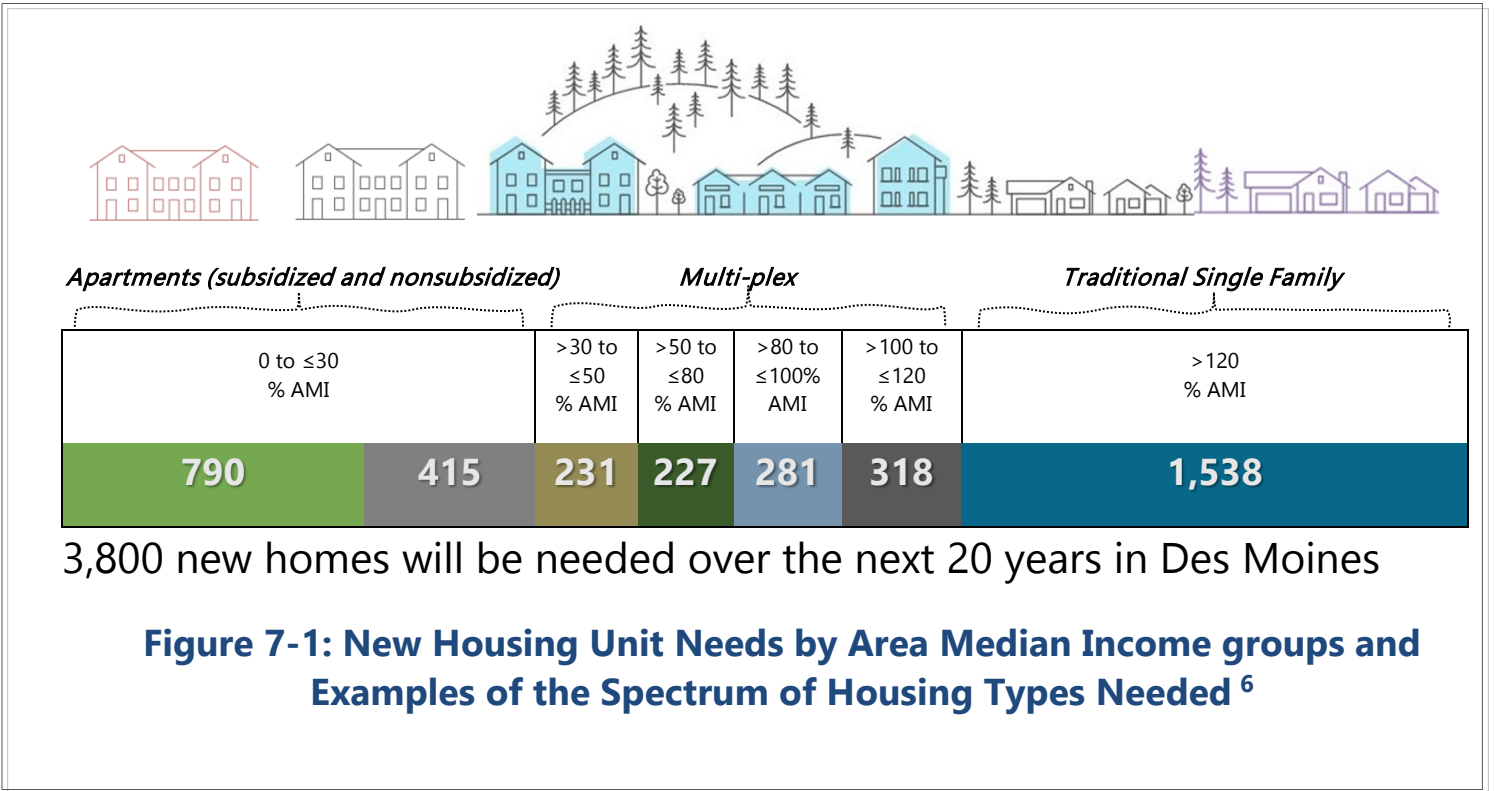 Apartments (subsidized and nonsubsidized)
Multi-plex
Traditional Single Family
0 to ≤30
% AMI
>30 to
≤50
% AMI
>50 to
≤80
% AMI
>80 to
≤100%
AMI
>100 to
≤120
% AMI
>120
% AMI
790
415
231
227
281
318
1,538
3,800 new homes will be needed over the next 20 years in Des Moines
Figure 7-1: New Housing Unit Needs by Area Median Income groups and
Examples of the Spectrum of Housing Types Needed 6